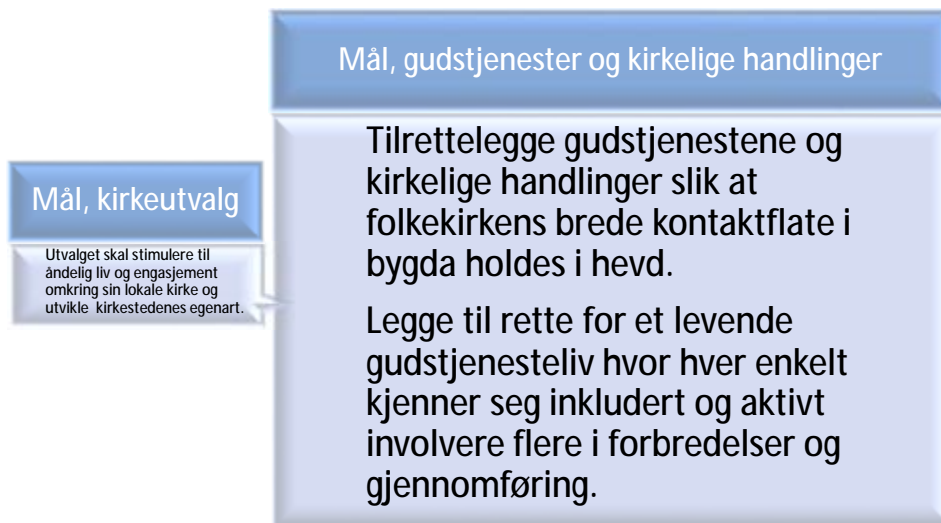 Mål, kirkeutvalg
Utvalget skal stimulere til
åndelig liv og engasjement
omkring sin lokale kirke og
utvikle kirkestedenes egenart.
Mål, gudstjenester og kirkelige handlinger
Tilrettelegge gudstjenestene og
kirkelige handlinger slik at
folkekirkens brede kontaktflate i
bygda holdes i hevd.
Legge til rette for et levende
gudstjenesteliv hvor hver enkelt
kjenner seg inkludert og aktivt
involvere flere i forbredelser og
gjennomføring.